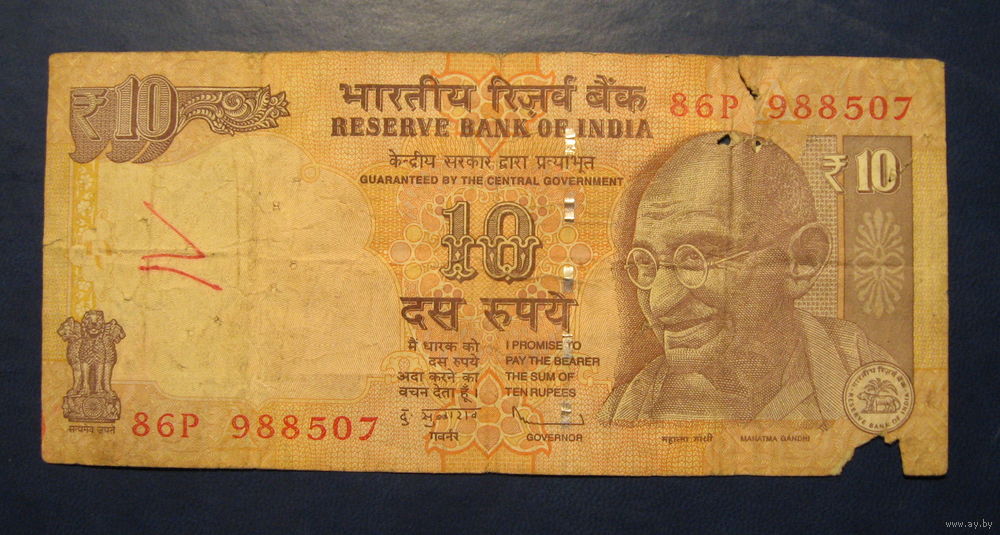 ₹10
भारतीय रिज़र्व बैंक
RESERVE BANK OF INDIA
86P 988507
केन्द्रीय सरकार द्वारा प्रत्याभूत
GUARANTEED BY THE CENTRAL GOVERNMENT
₹ 10
10
दस रुपये
मैं धारक को
दस रुपये
अदा करने का
वचन देता हूँ ।
I PROMISE TO
PAY THE BEARER
THE SUM OF
TEN RUPEES
गवर्नर
GOVERNOR
सत्यमेव जयते
86P 988507
महात्मा गांधी
MAHATMA GANDHI
भारतीय रिज़र्व बैंक
RESERVE BANK OF INDIA
www.ay.by